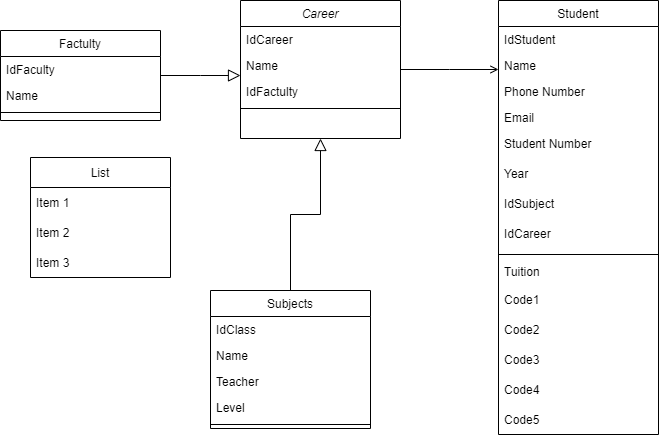 Factulty
IdFaculty
Name
Career
IdCareer
Name
IdFactulty
Student
IdStudent
Name
Phone Number
Email
Student Number
Year
IdSubject
IdCareer
Tuition
Code1
Code2
Code3
Code4
Code5
List
Item 1
Item 2
Item 3
Subjects
IdClass
Name
Teacher
Level